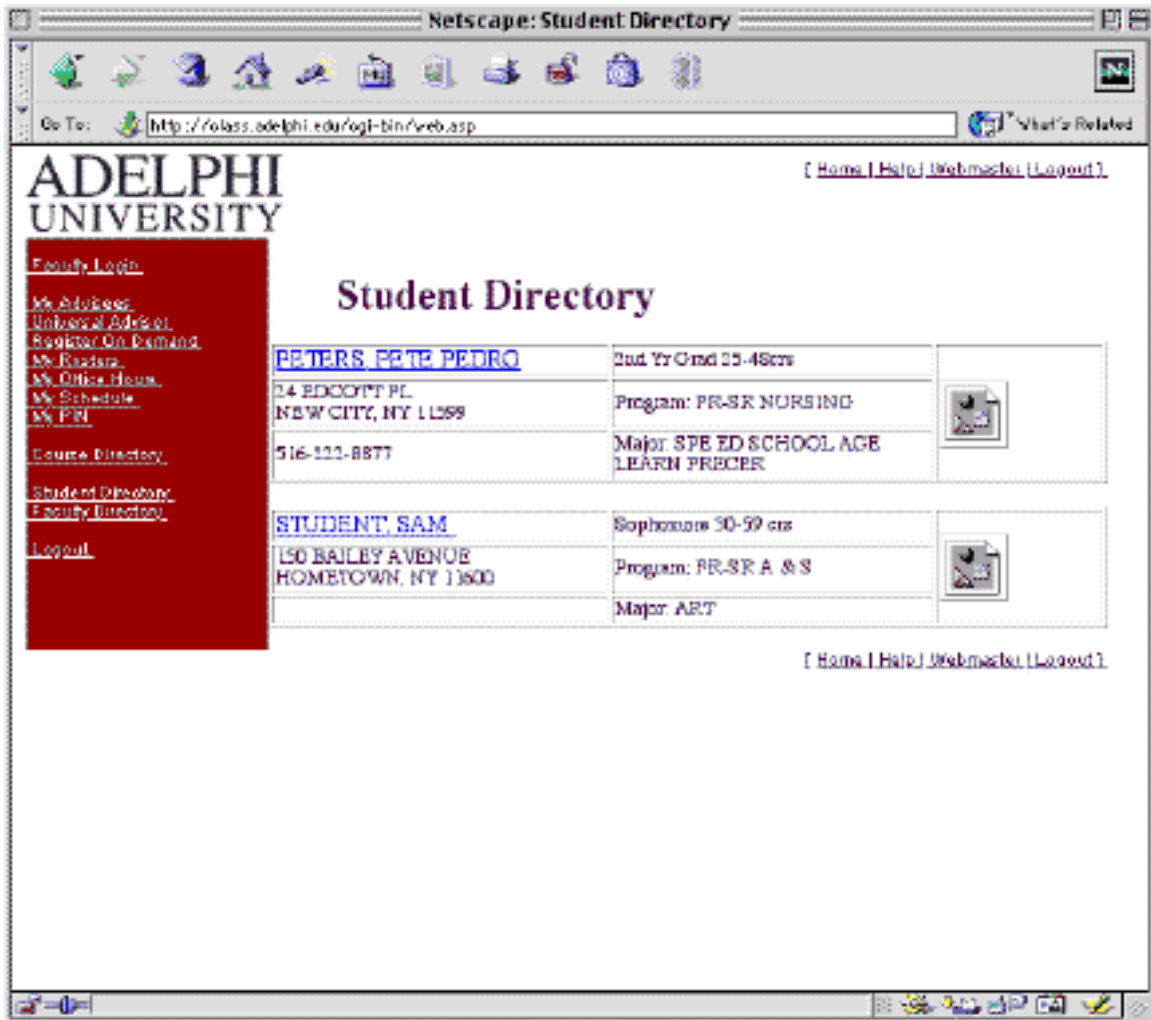 Netscape: Student Directory
Go To: http://olass.adelphi.edu/ogi-bin/web.asp What's Related
ADELPHI
UNIVERSITY
[ Home | Help | Webmaster | Logout ]
Faculty Login
My Advisees
Universal Advisor
Register On Demand
My Rosters
My Office Hours
My Schedule
My PIN
Course Directory
Student Directory
Faculty Directory
Logout
Student Directory
PETERS, PETE PEDRO
2nd Yr Grad 25-48crs
24 EDCOTT PL
NEW CITY, NY 11599
Program: PR-SR NURSING
516-222-8877
Major: SPE ED SCHOOL AGE
LEARN PRECER
STUDENT, SAM
Sophomore 30-59 crs
150 BAILEY AVENUE
HOMETOWN, NY 11600
Program: PR-SR A & S
Major: ART
[ Home | Help | Webmaster | Logout ]